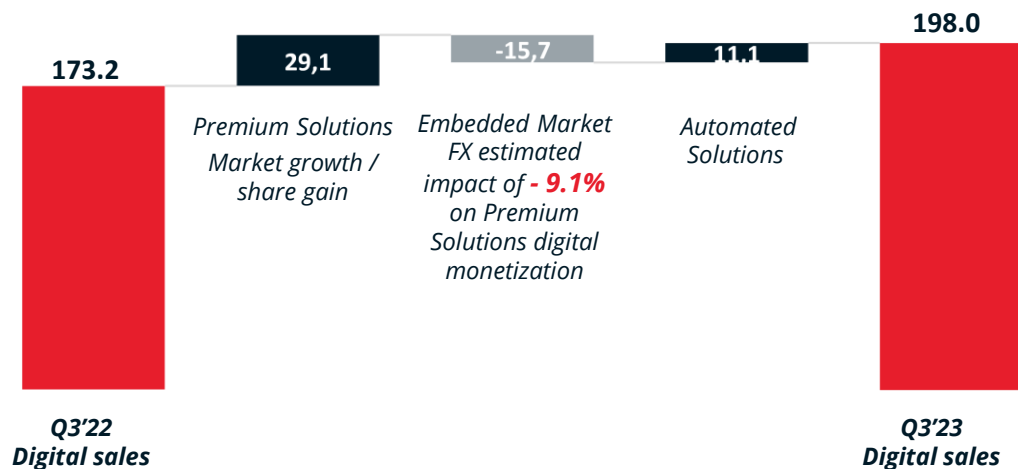 173.2
29,1
-15,7
11,1
198.0
Premium Solutions
Market growth /
share gain
Embedded Market
FX estimated
impact of - 9.1%
on Premium
Solutions digital
monetization
Automated
Solutions
Q3’22
Digital sales
Q3’23
Digital sales